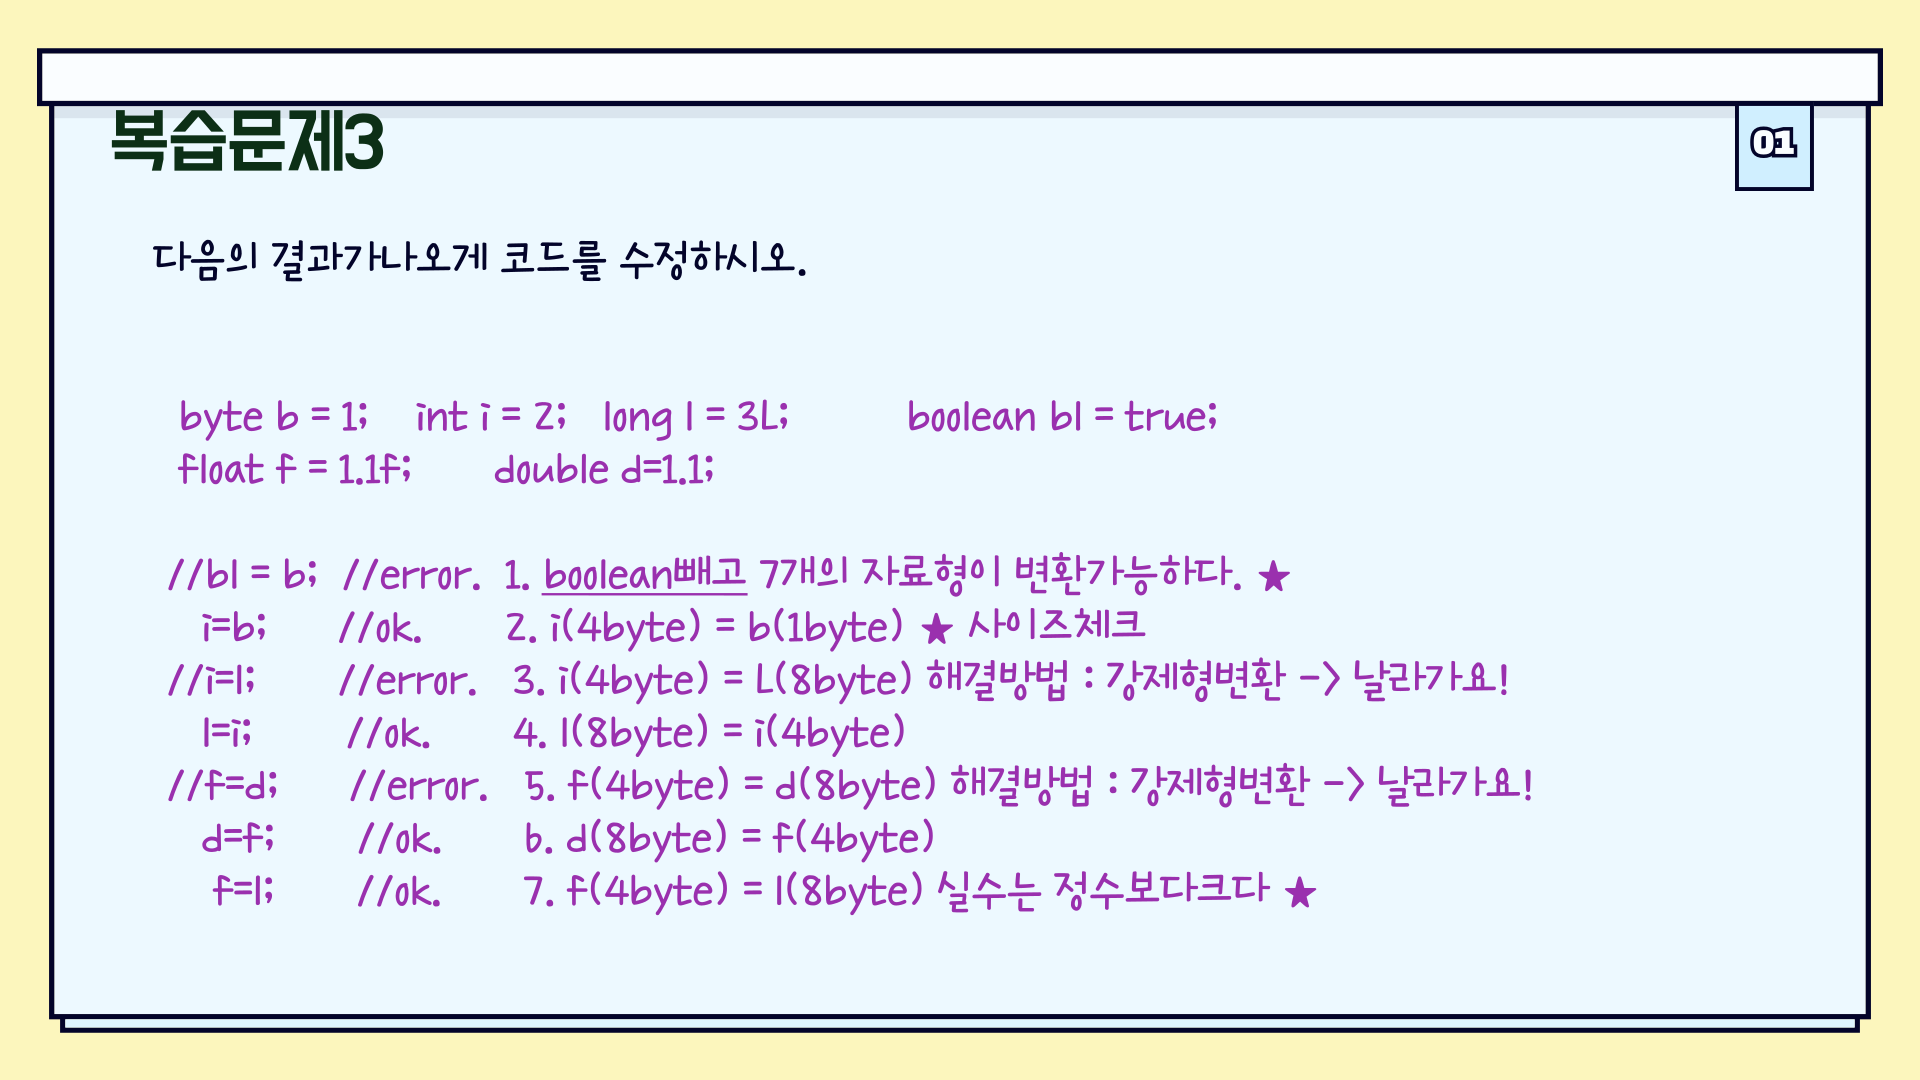 복습문제3
01
다음의 결과가나오게 코드를 수정하시오.
byte b = 1; int i = 2; long l = 3L; boolean bl = true;
float f = 1.1f; double d=1.1;
//bl = b; //error. 1. boolean빼고 7개의 자료형이 변환가능하다. ★
i=b; //ok. 2. i(4byte) = b(1byte) ★ 사이즈체크
//i=l; //error. 3. i(4byte) = L(8byte) 해결방법 : 강제형변환 -> 날라가요!
l=i; //ok. 4. l(8byte) = i(4byte)
//f=d; //error. 5. f(4byte) = d(8byte) 해결방법 : 강제형변환 -> 날라가요!
d=f; //ok. 6. d(8byte) = f(4byte)
f=l; //ok. 7. f(4byte) = l(8byte) 실수는 정수보다크다 ★